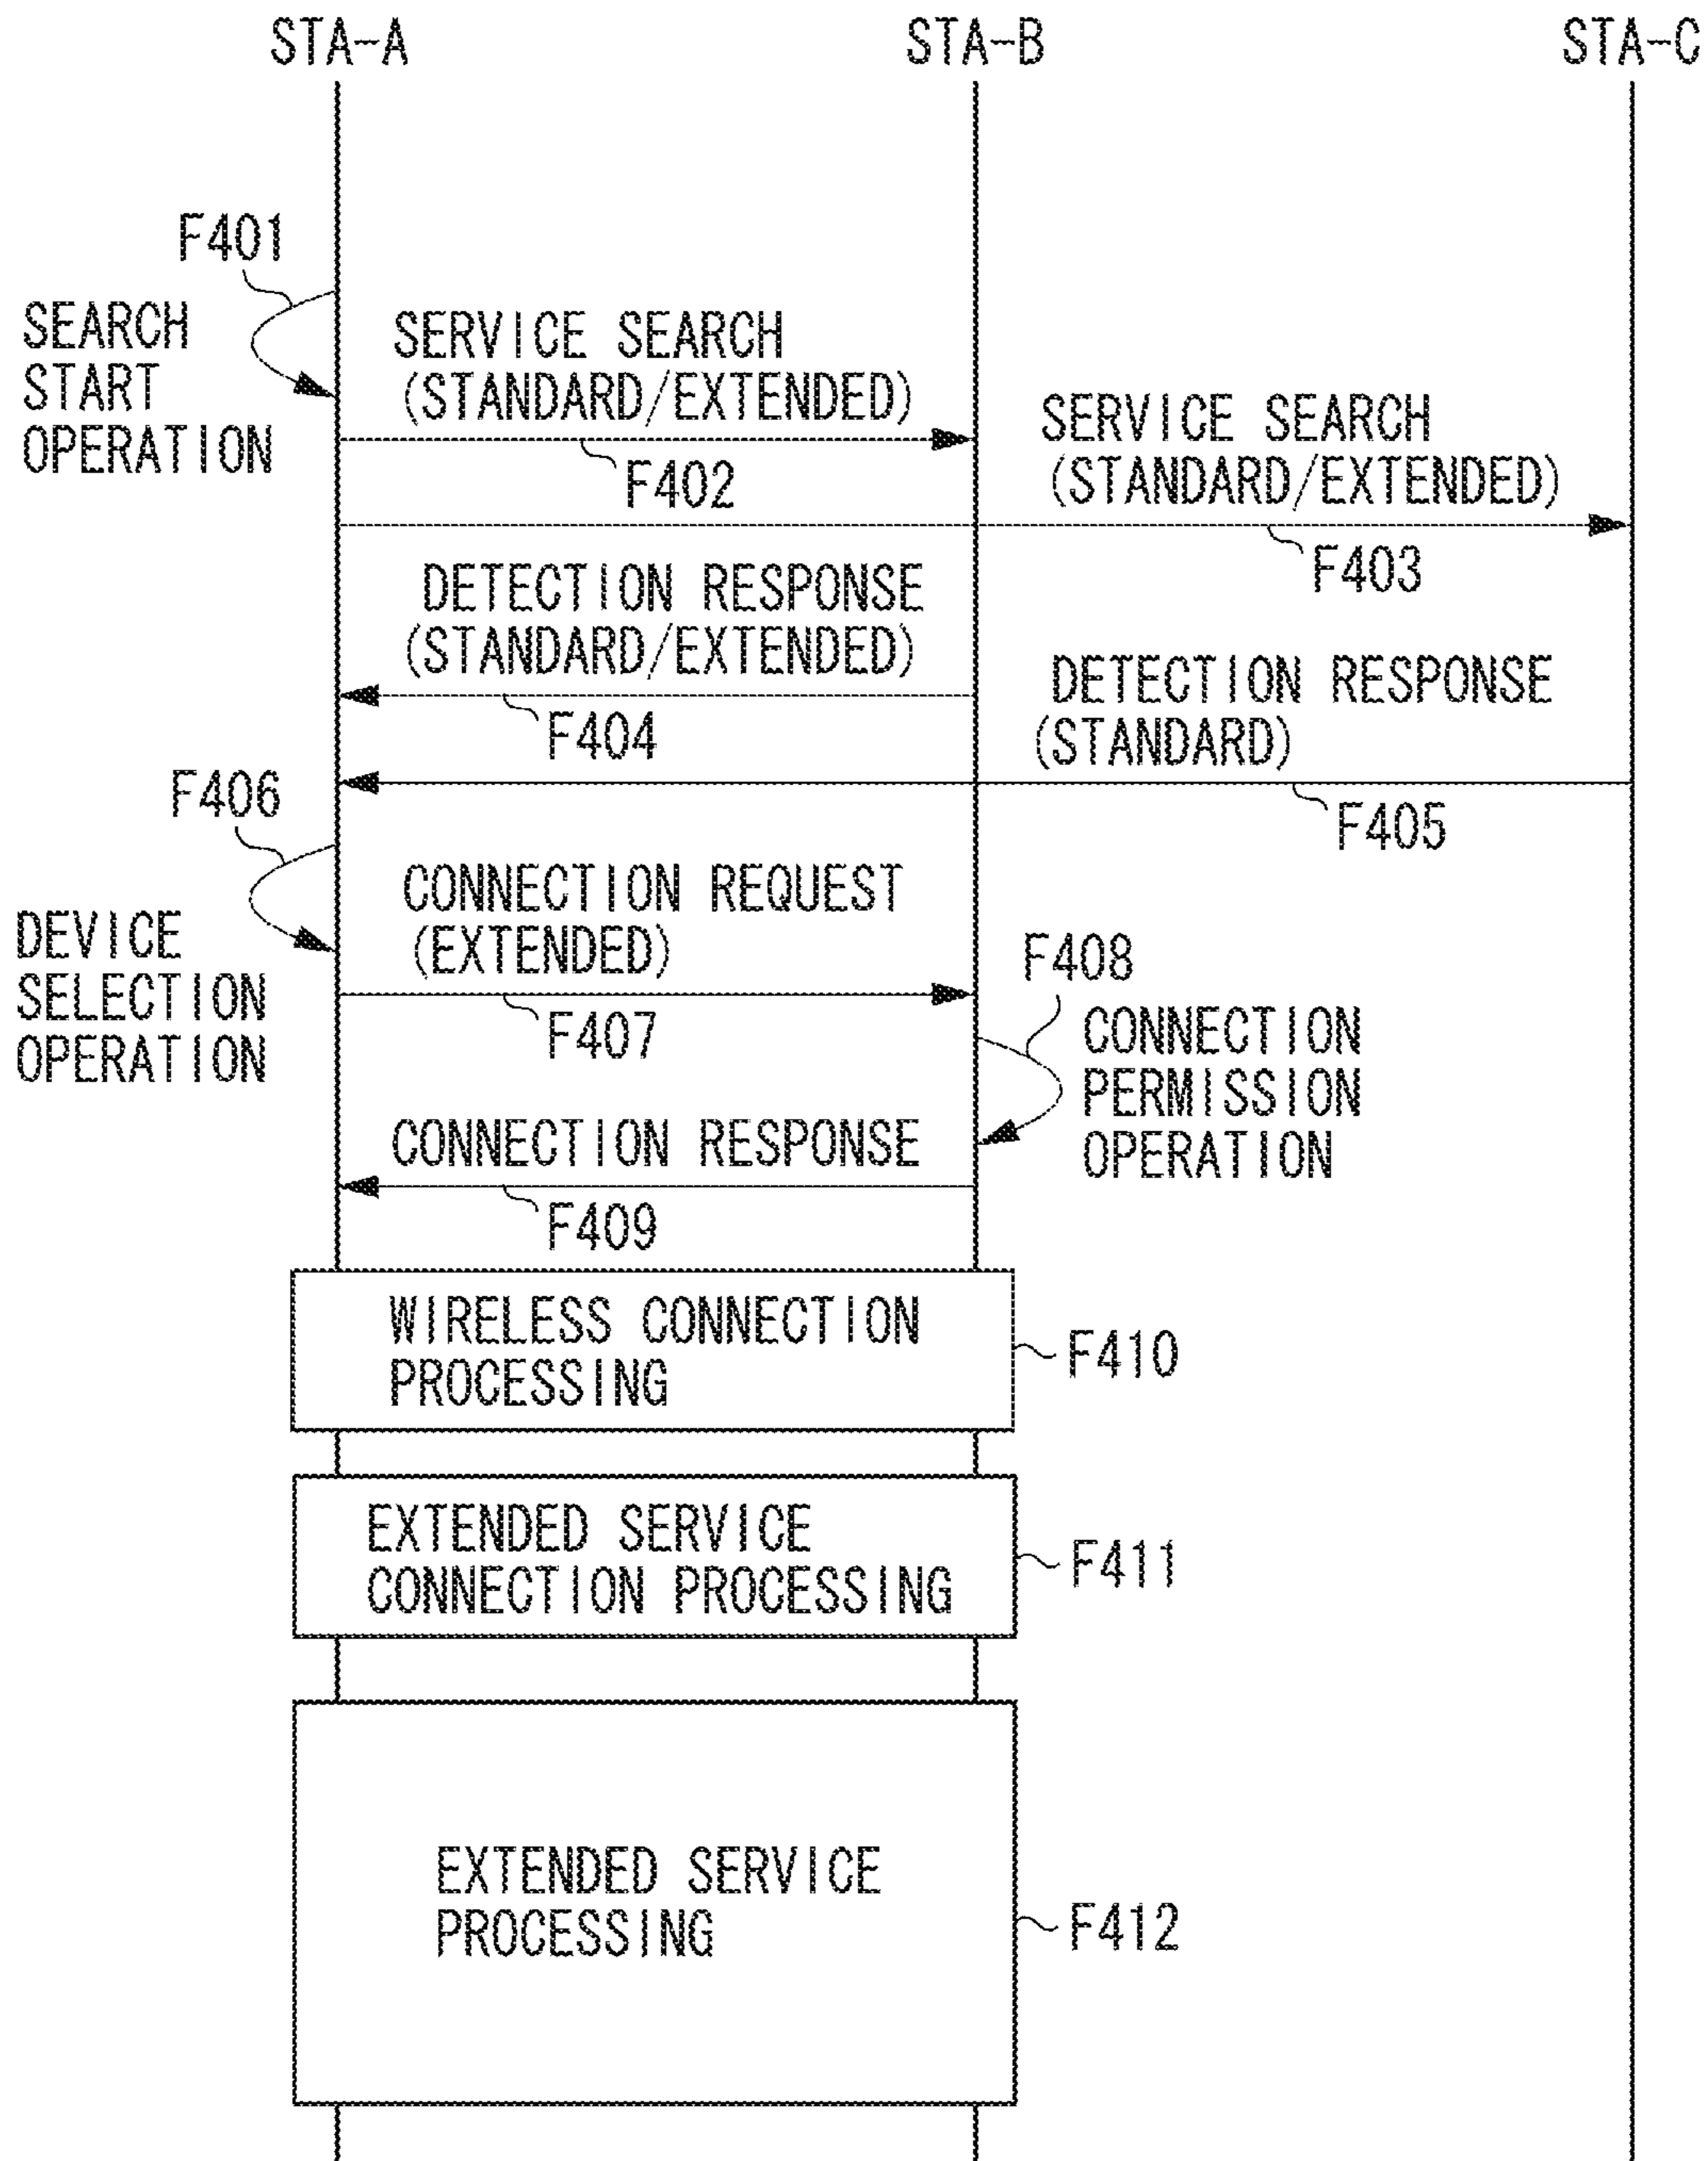 STA-A
STA-B
STA-C
F401
SEARCH
START
OPERATION
SERVICE SEARCH
(STANDARD/EXTENDED)
F402
SERVICE SEARCH
(STANDARD/EXTENDED)
F403
DETECTION RESPONSE
(STANDARD/EXTENDED)
F404
DETECTION RESPONSE
(STANDARD)
F405
F406
DEVICE
SELECTION
OPERATION
CONNECTION REQUEST
(EXTENDED)
F407
F408
CONNECTION
PERMISSION
OPERATION
CONNECTION RESPONSE
F409
WIRELESS CONNECTION
PROCESSING
F410
EXTENDED SERVICE
CONNECTION PROCESSING
F411
EXTENDED SERVICE
PROCESSING
F412